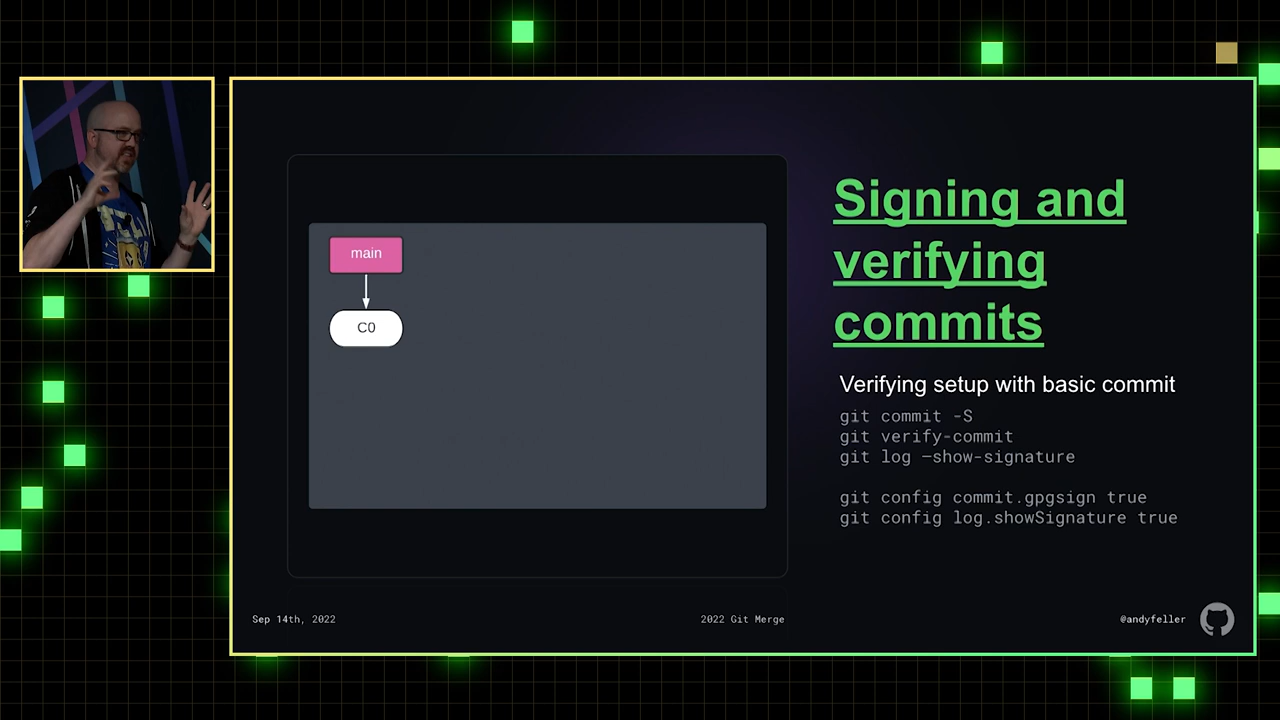 main
C0
Signing and
verifying
commits
Verifying setup with basic commit
git commit -S
git verify-commit
git log –show-signature
git config commit.gpgsign true
git config log.showSignature true
Sep 14th, 2022
2022 Git Merge
@andyfeller